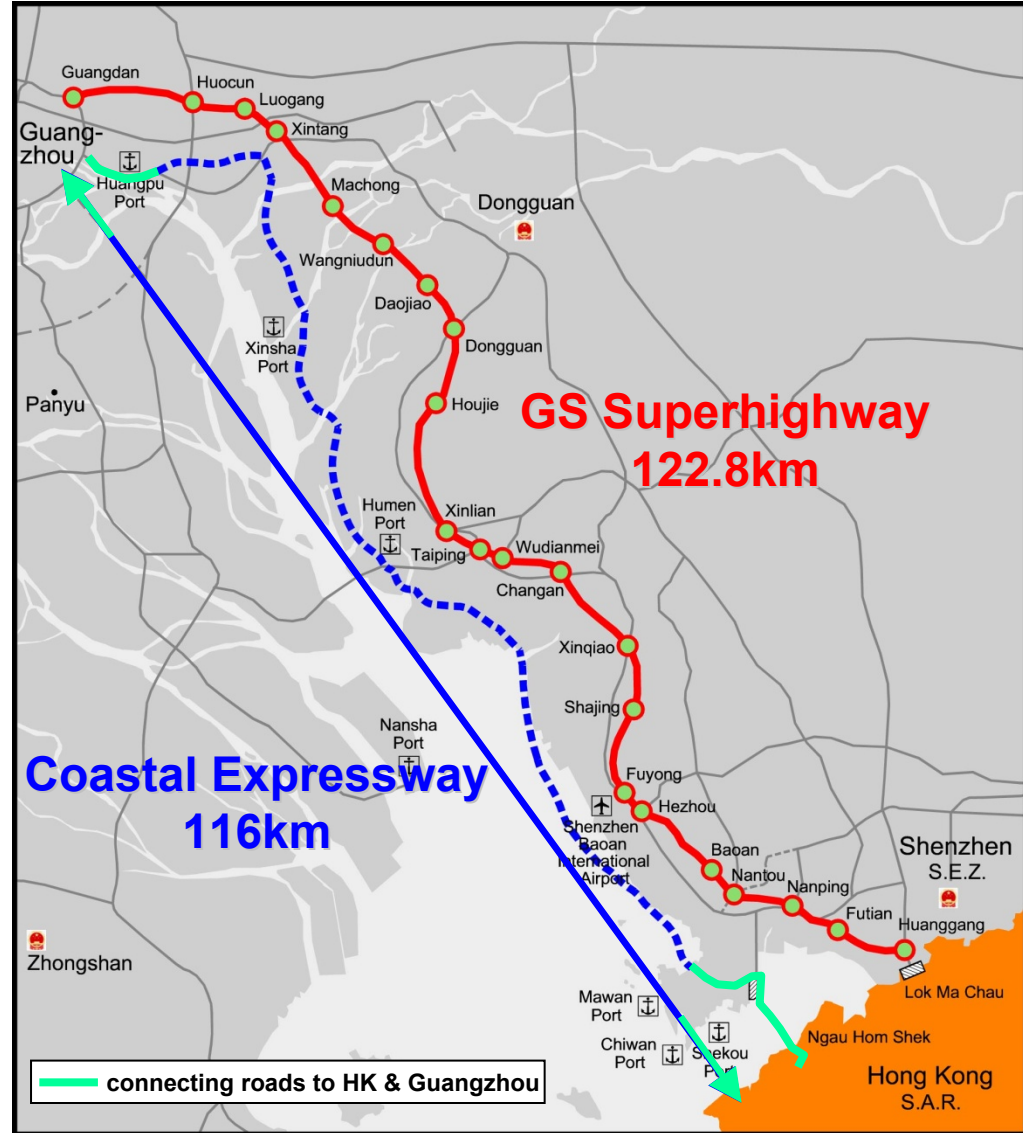 Guangdan
Huocun
Luogang
Xintang
Guang-
zhou
Huangpu
Port
Machong
Dongguan
Wangniudun
Daojiao
Xinsha
Port
Dongguan
Panyu
Houjie
GS Superhighway
122.8km
Humen
Port
Xinlian
Taiping
Wudianmei
Changan
Xinqiao
Shajing
Nansha
Port
Coastal Expressway
116km
Fuyong
Hezhou
Shenzhen
Baoan
International
Airport
Baoan
Nantou
Nanping
Shenzhen
S.E.Z.
Futian
Huanggang
Zhongshan
Lok Ma Chau
Mawan
Port
Chiwan
Port
Shekou
Port
Ngau Hom Shek
Hong Kong
S.A.R.
connecting roads to HK & Guangzhou